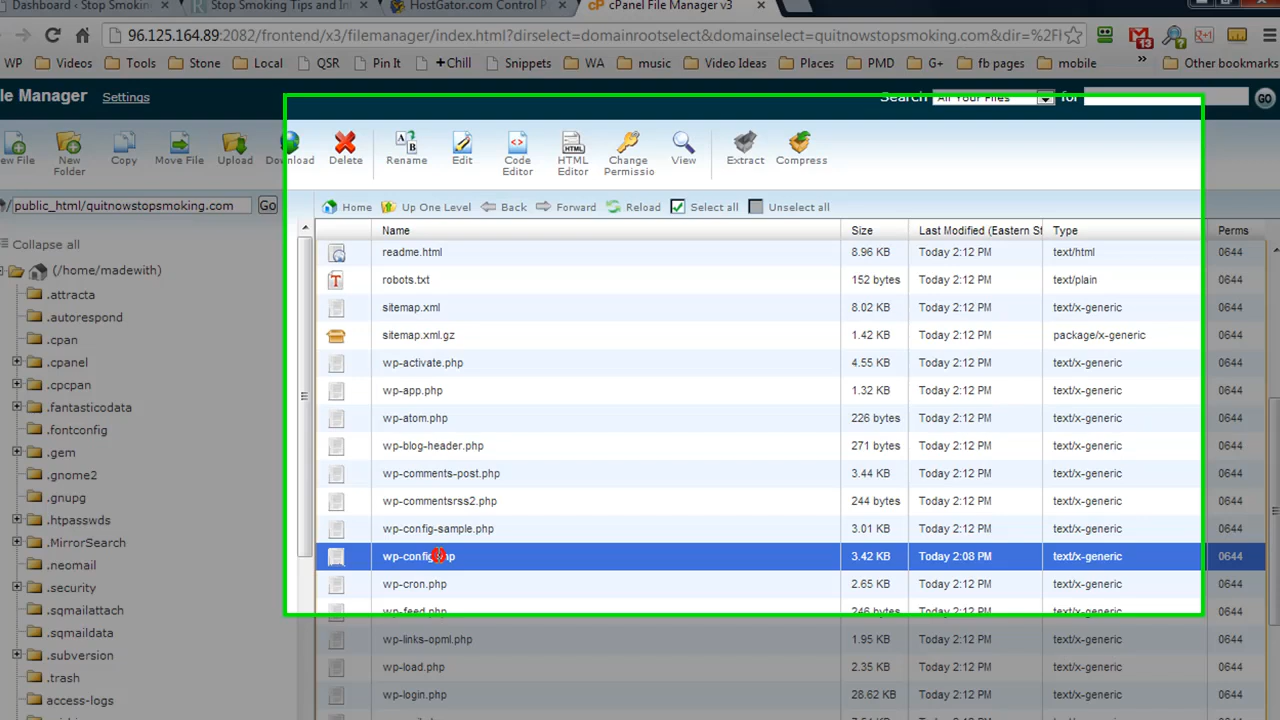 Dashboard ‹ Stop Smokin
Stop Smoking Tips and In
HostGator.com Control P
cPanel File Manager v3
96.125.164.89:2082/frontend/x3/filemanager/index.html?dirselect=domainrootselect&domainselect=quitnowstopsmoking.com&dir=%2Fl
13
WP Videos Tools Stone Local QSR Pin It +Chill Snippets WA music Video Ideas Places PMD G+ fb pages mobile » Other bookmarks
le Manager Settings
Search All Your Files for GO
ew File New Folder Copy Move File Upload Download Delete Rename Edit Code Editor HTML Editor Change Permissio View Extract Compress
/ public_html/quitnowstopsmoking.com Go
Home Up One Level Back Forward Reload Select all Unselect all
Name Size Last Modified (Eastern St Type Perms
readme.html 8.96 KB Today 2:12 PM text/html 0644
robots.txt 152 bytes Today 2:12 PM text/plain 0644
sitemap.xml 8.02 KB Today 2:12 PM text/x-generic 0644
sitemap.xml.gz 1.42 KB Today 2:12 PM package/x-generic 0644
wp-activate.php 4.55 KB Today 2:12 PM text/x-generic 0644
wp-app.php 1.32 KB Today 2:12 PM text/x-generic 0644
wp-atom.php 226 bytes Today 2:12 PM text/x-generic 0644
wp-blog-header.php 271 bytes Today 2:12 PM text/x-generic 0644
wp-comments-post.php 3.44 KB Today 2:12 PM text/x-generic 0644
wp-commentsrss2.php 244 bytes Today 2:12 PM text/x-generic 0644
wp-config-sample.php 3.01 KB Today 2:12 PM text/x-generic 0644
wp-config.php 3.42 KB Today 2:08 PM text/x-generic 0644
wp-cron.php 2.65 KB Today 2:12 PM text/x-generic 0644
wp-feed.php 246 bytes Today 2:12 PM text/x-generic 0644
wp-links-opml.php 1.95 KB Today 2:12 PM text/x-generic 0644
wp-load.php 2.35 KB Today 2:12 PM text/x-generic 0644
wp-login.php 28.62 KB Today 2:12 PM text/x-generic 0644
Collapse all
(/home/madewith)
.attracta
.autorespond
.cpan
.cpanel
.cpcpan
.fantasticodata
.fontconfig
.gem
.gnome2
.gnupg
.htpasswds
.MirrorSearch
.neomail
.security
.sqmailattach
.sqmaildata
.subversion
.trash
access-logs